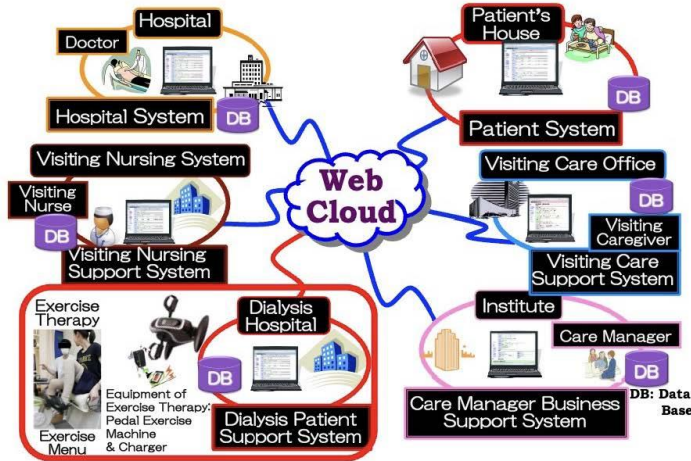 Hospital
Doctor
DB
Hospital System
Patient's
House
DB
Patient System
Visiting Nursing System
Visiting
Nurse
DB
Visiting Nursing
Support System
Web
Cloud
Visiting Care Office
DB
Visiting
Caregiver
Visiting Care
Support System
Exercise
Therapy
Exercise
Menu
Equipment of
Exercise Therapy:
Pedal Exercise
Machine
& Charger
Dialysis
Hospital
DB
Dialysis Patient
Support System
Institute
Care Manager
DB
Care Manager Business
Support System
DB: Data
Base